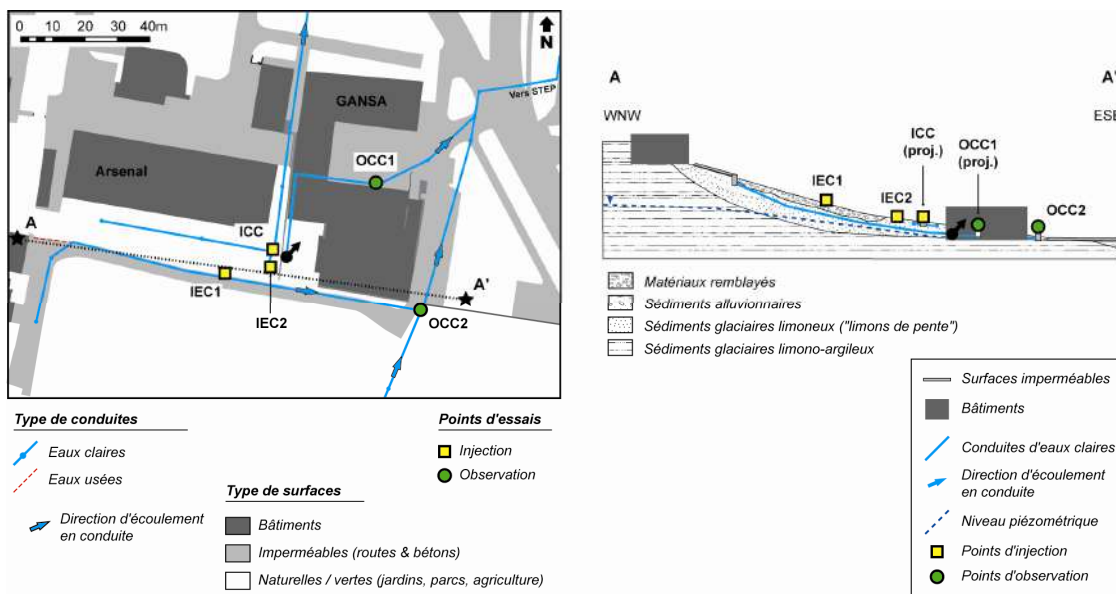 0 10 20 30 40m
N
GANSA
Vers STEP
OCC1
Arsenal
A
ICC
IEC1
A'
IEC2
OCC2
Type de conduites
Eaux claires
Eaux usées
Direction d'écoulement
en conduite
Points d'essais
Injection
Observation
Type de surfaces
Bâtiments
Imperméables (routes & bétons)
Naturelles / vertes (jardins, parcs, agriculture)
A
A'
WNW
ESE
ICC
(proj.)
OCC1
(proj.)
IEC1
IEC2
OCC2
Matériaux remblayés
Sédiments alluvionnaires
Sédiments glaciaires limoneux ("limons de pente")
Sédiments glaciaires limono-argileux
Surfaces imperméables
Bâtiments
Conduites d'eaux claires
Direction d'écoulement
en conduite
Niveau piézométrique
Points d'injection
Points d'observation